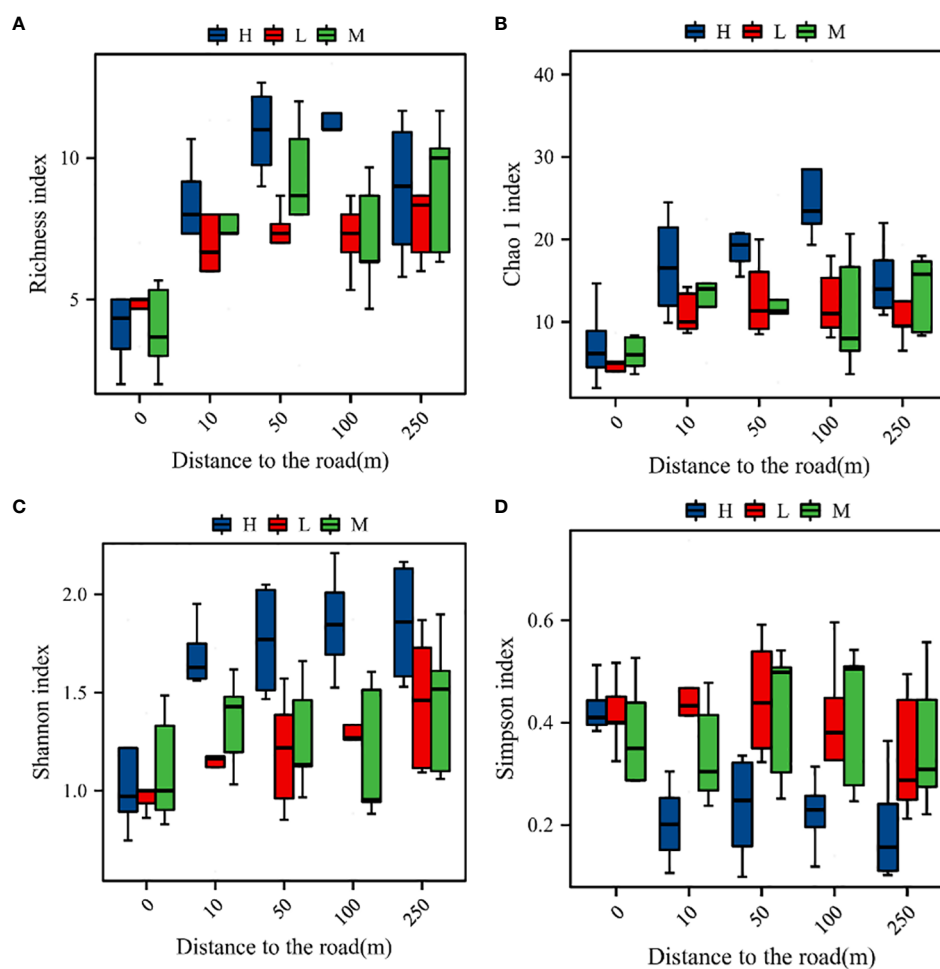 A
H L M
Richness index
10
5
0 10 50 100 250
Distance to the road(m)
B
H L M
Chao 1 index
40
30
20
10
0 10 50 100 250
Distance to the road(m)
C
H L M
Shannon index
2.0
1.5
1.0
0 10 50 100 250
Distance to the road(m)
D
H L M
Simpson index
0.6
0.4
0.2
0 10 50 100 250
Distance to the road(m)